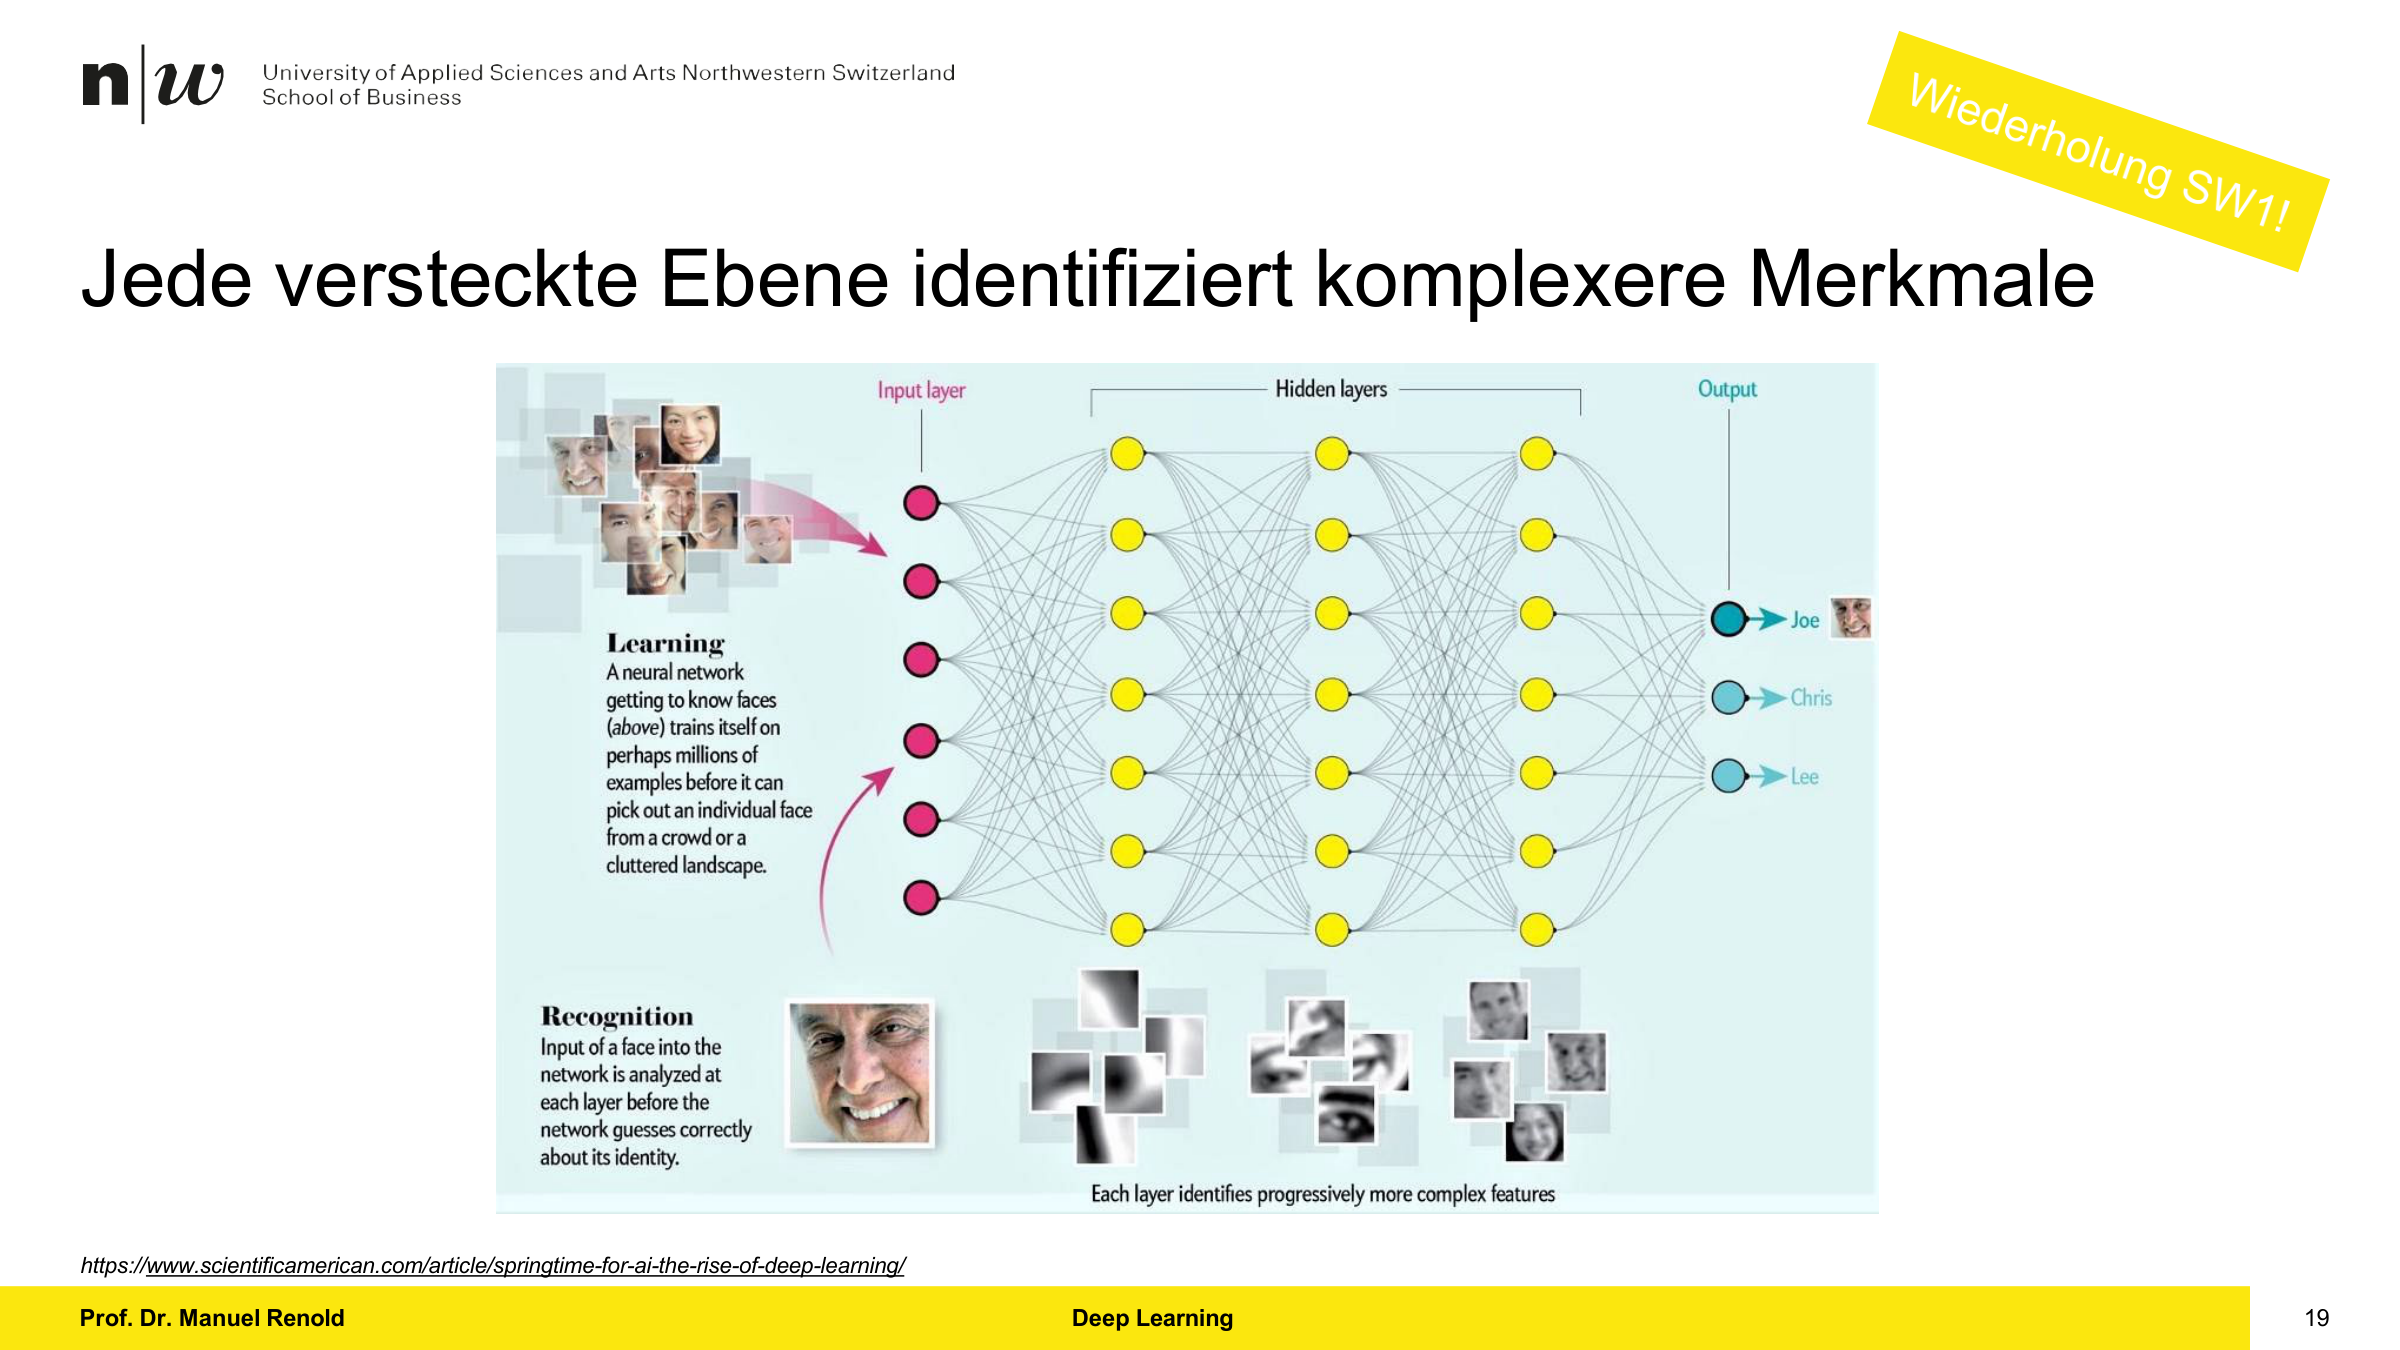 n|w
University of Applied Sciences and Arts Northwestern Switzerland
School of Business
Wiederholung SW1!
Jede versteckte Ebene identifiziert komplexere Merkmale
Input layer
Hidden layers
Output
Learning
A neural network
getting to know faces
(above) trains itself on
perhaps millions of
examples before it can
pick out an individual face
from a crowd or a
cluttered landscape.
Joe
Chris
Lee
Recognition
Input of a face into the
network is analyzed at
each layer before the
network guesses correctly
about its identity.
Each layer identifies progressively more complex features
https://www.scientificamerican.com/article/springtime-for-ai-the-rise-of-deep-learning/
Prof. Dr. Manuel Renold
Deep Learning
19